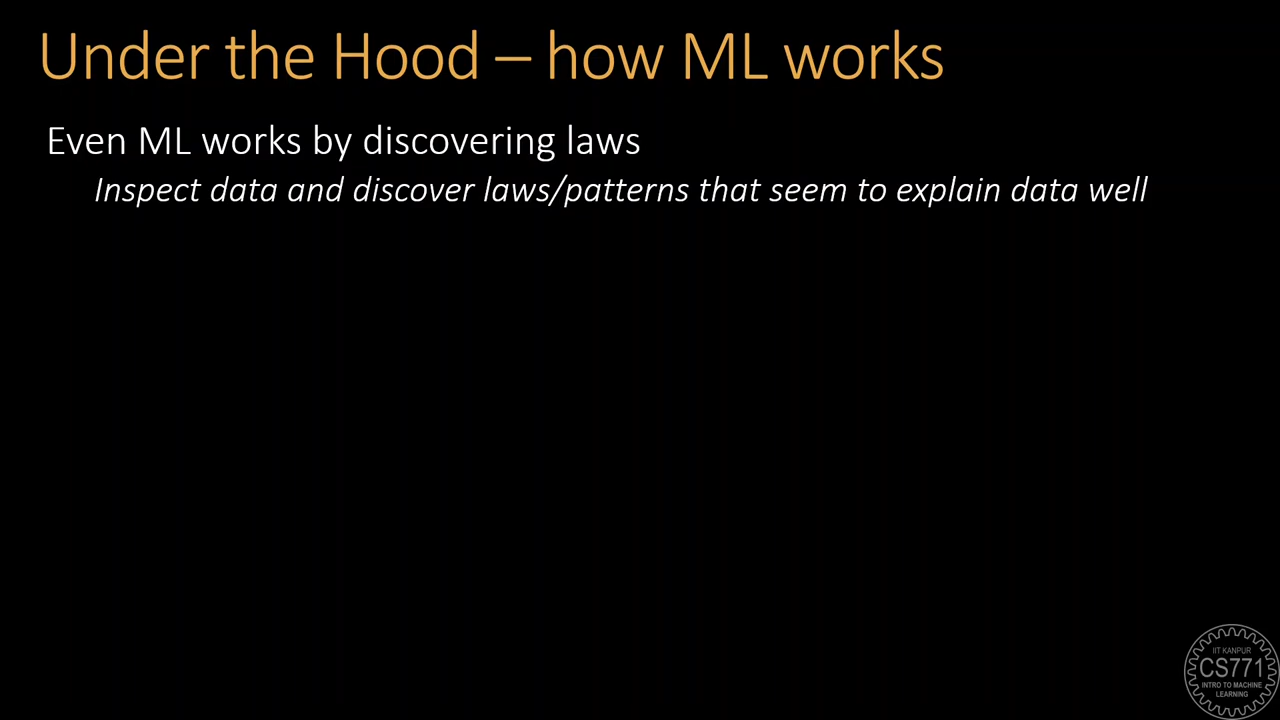 Under the Hood – how ML works
Even ML works by discovering laws
Inspect data and discover laws/patterns that seem to explain data well
IIT KANPUR
CS771
INTRO TO MACHINE
LEARNING